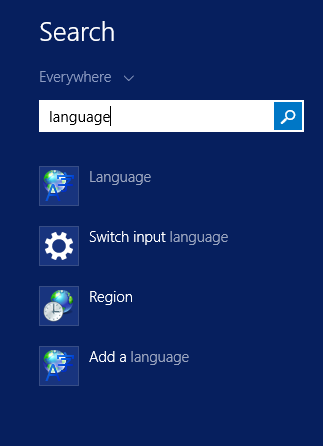 Search
Everywhere
language
Language
Switch input language
Region
Add a language